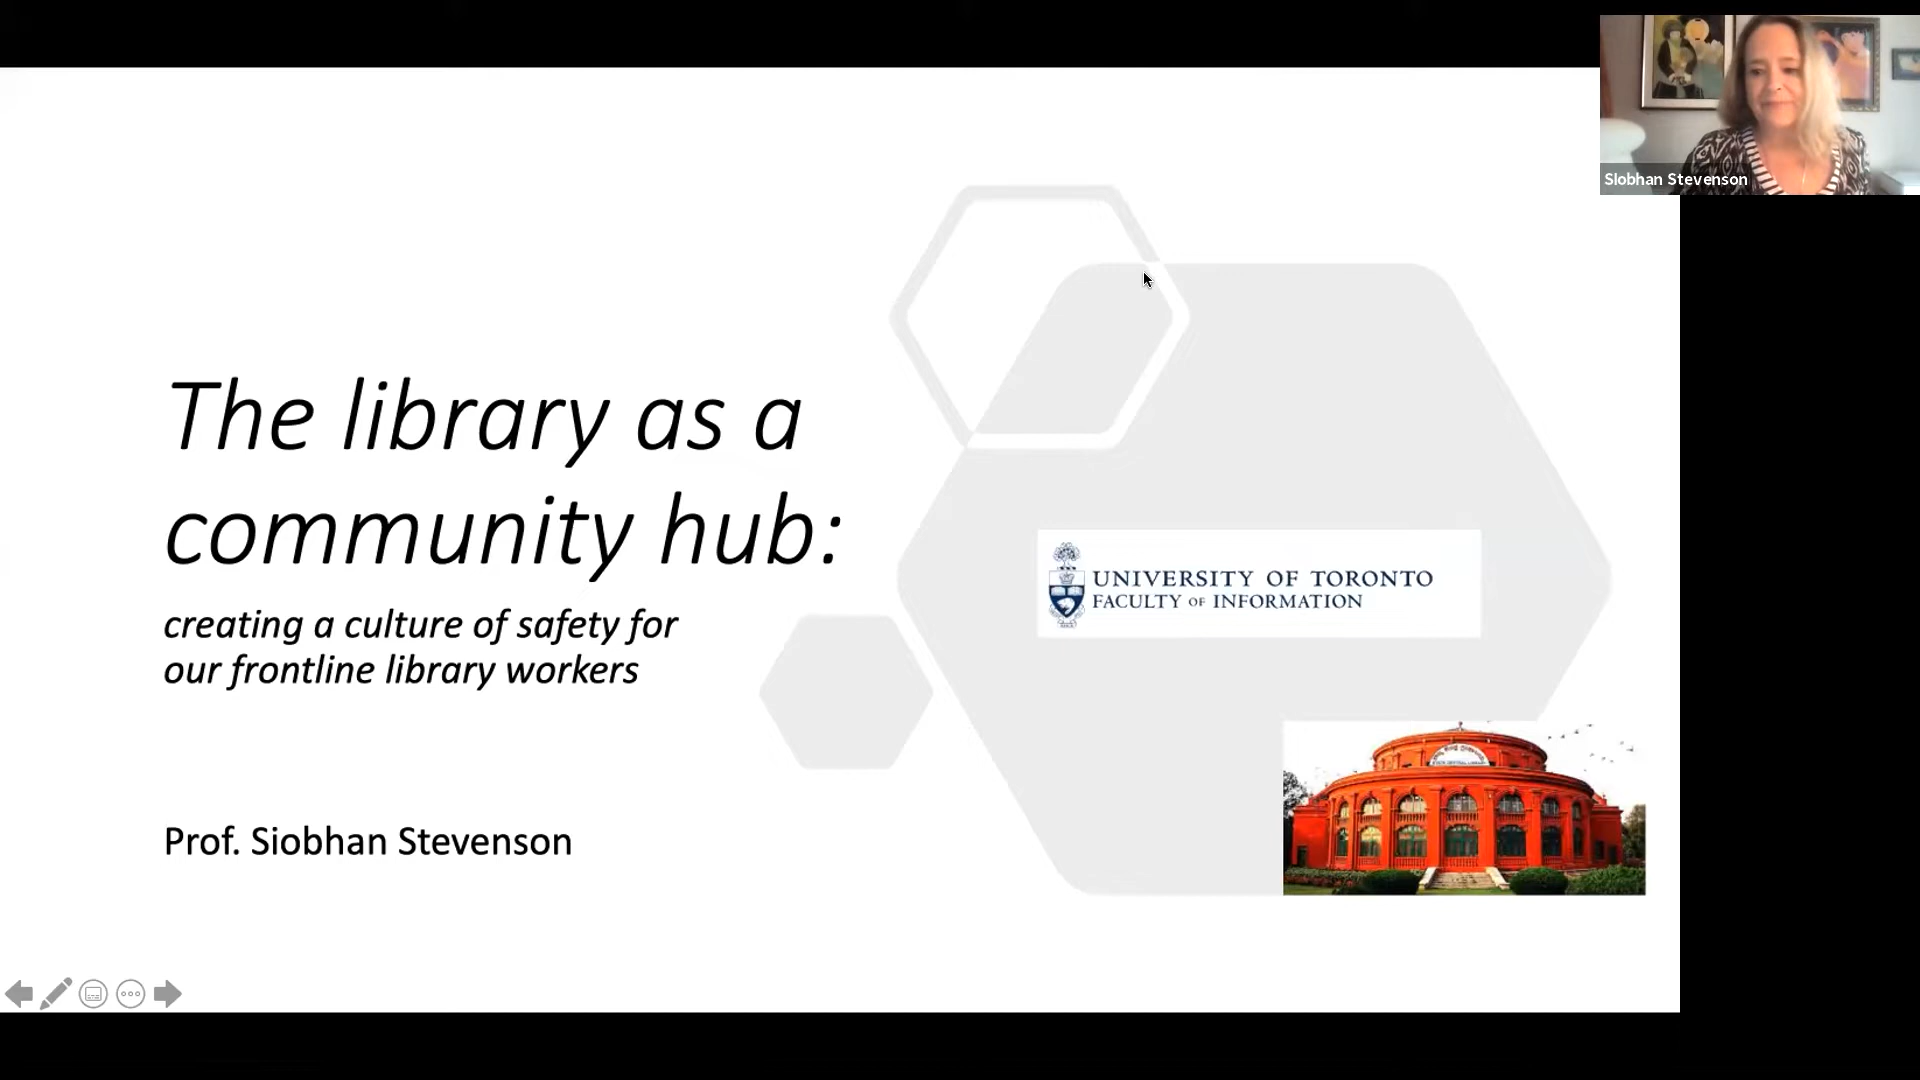 SIobhan Stevenson
The library as a
community hub:
creating a culture of safety for
our frontline library workers
UNIVERSITY OF TORONTO
FACULTY OF INFORMATION
Prof. Siobhan Stevenson